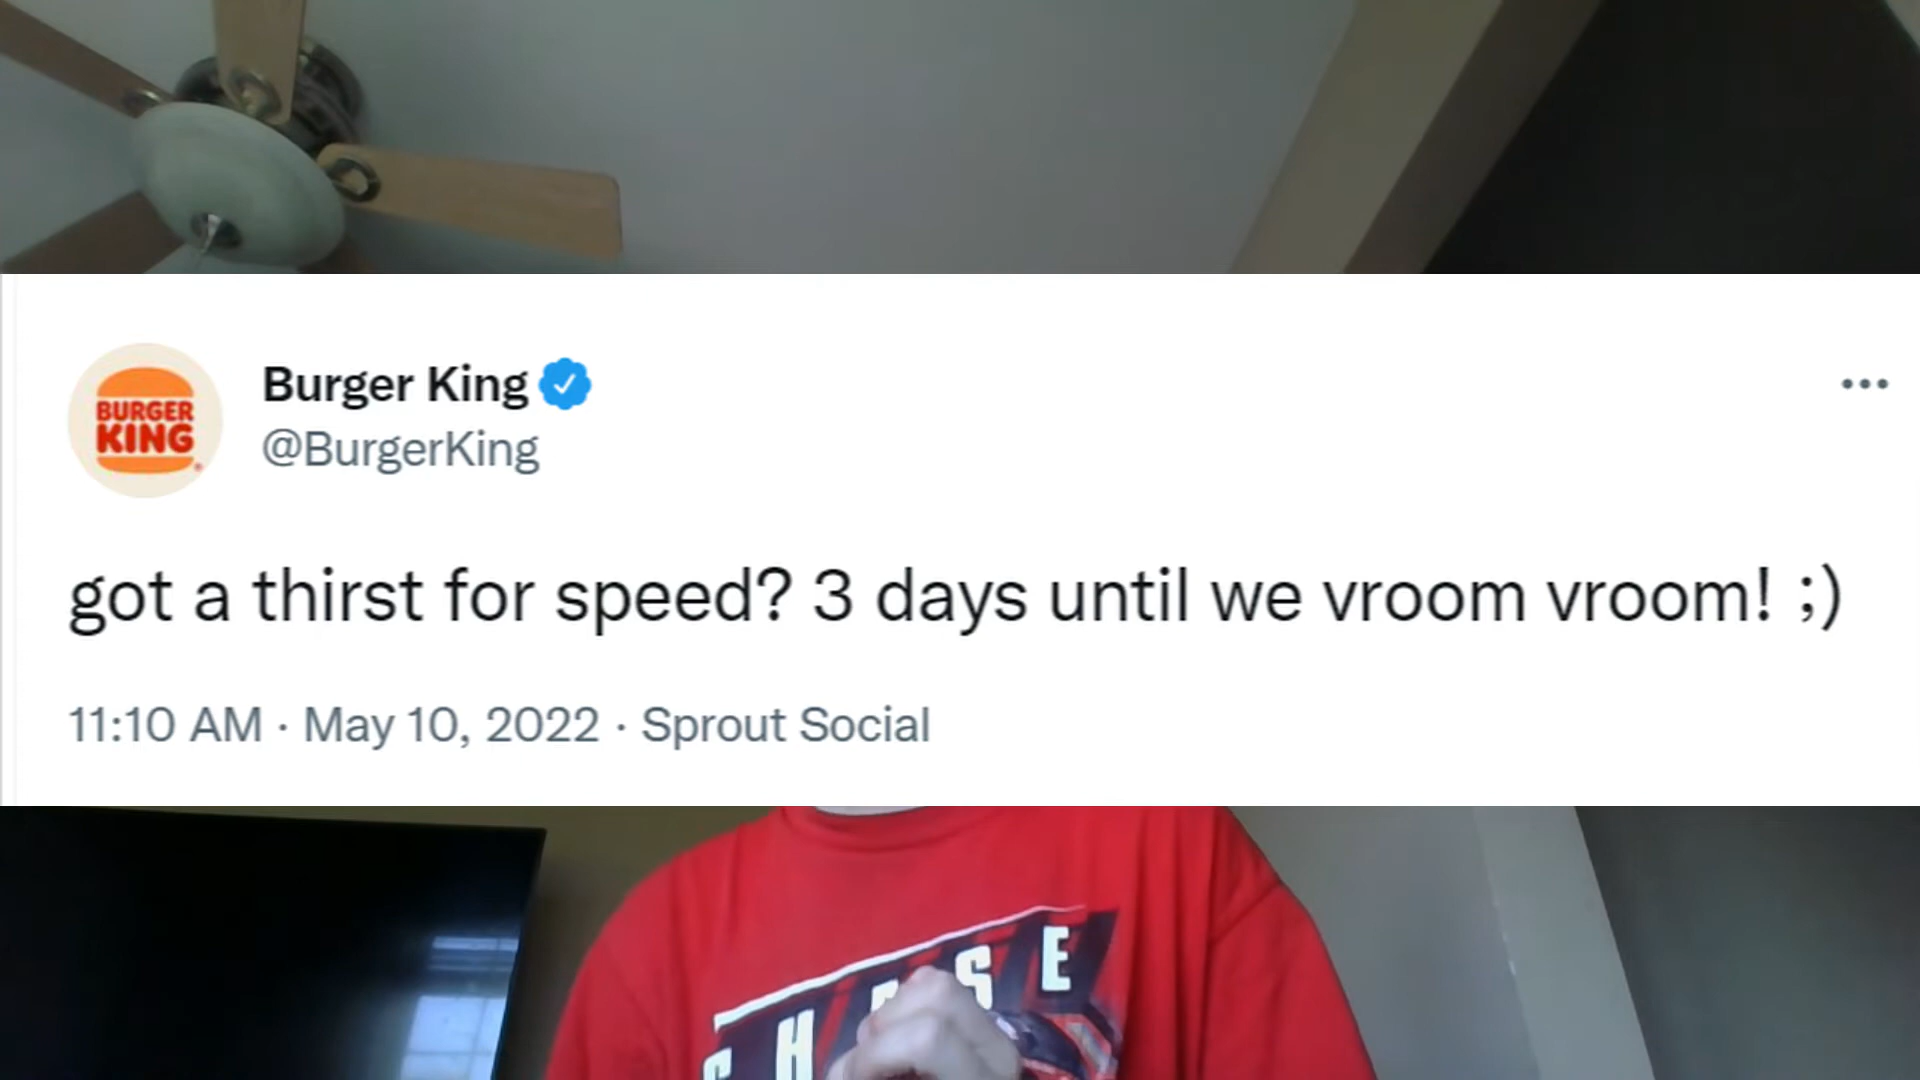 BURGER
KING
Burger King
@BurgerKing
got a thirst for speed? 3 days until we vroom vroom! ;)
11:10 AM · May 10, 2022 · Sprout Social
CHASE